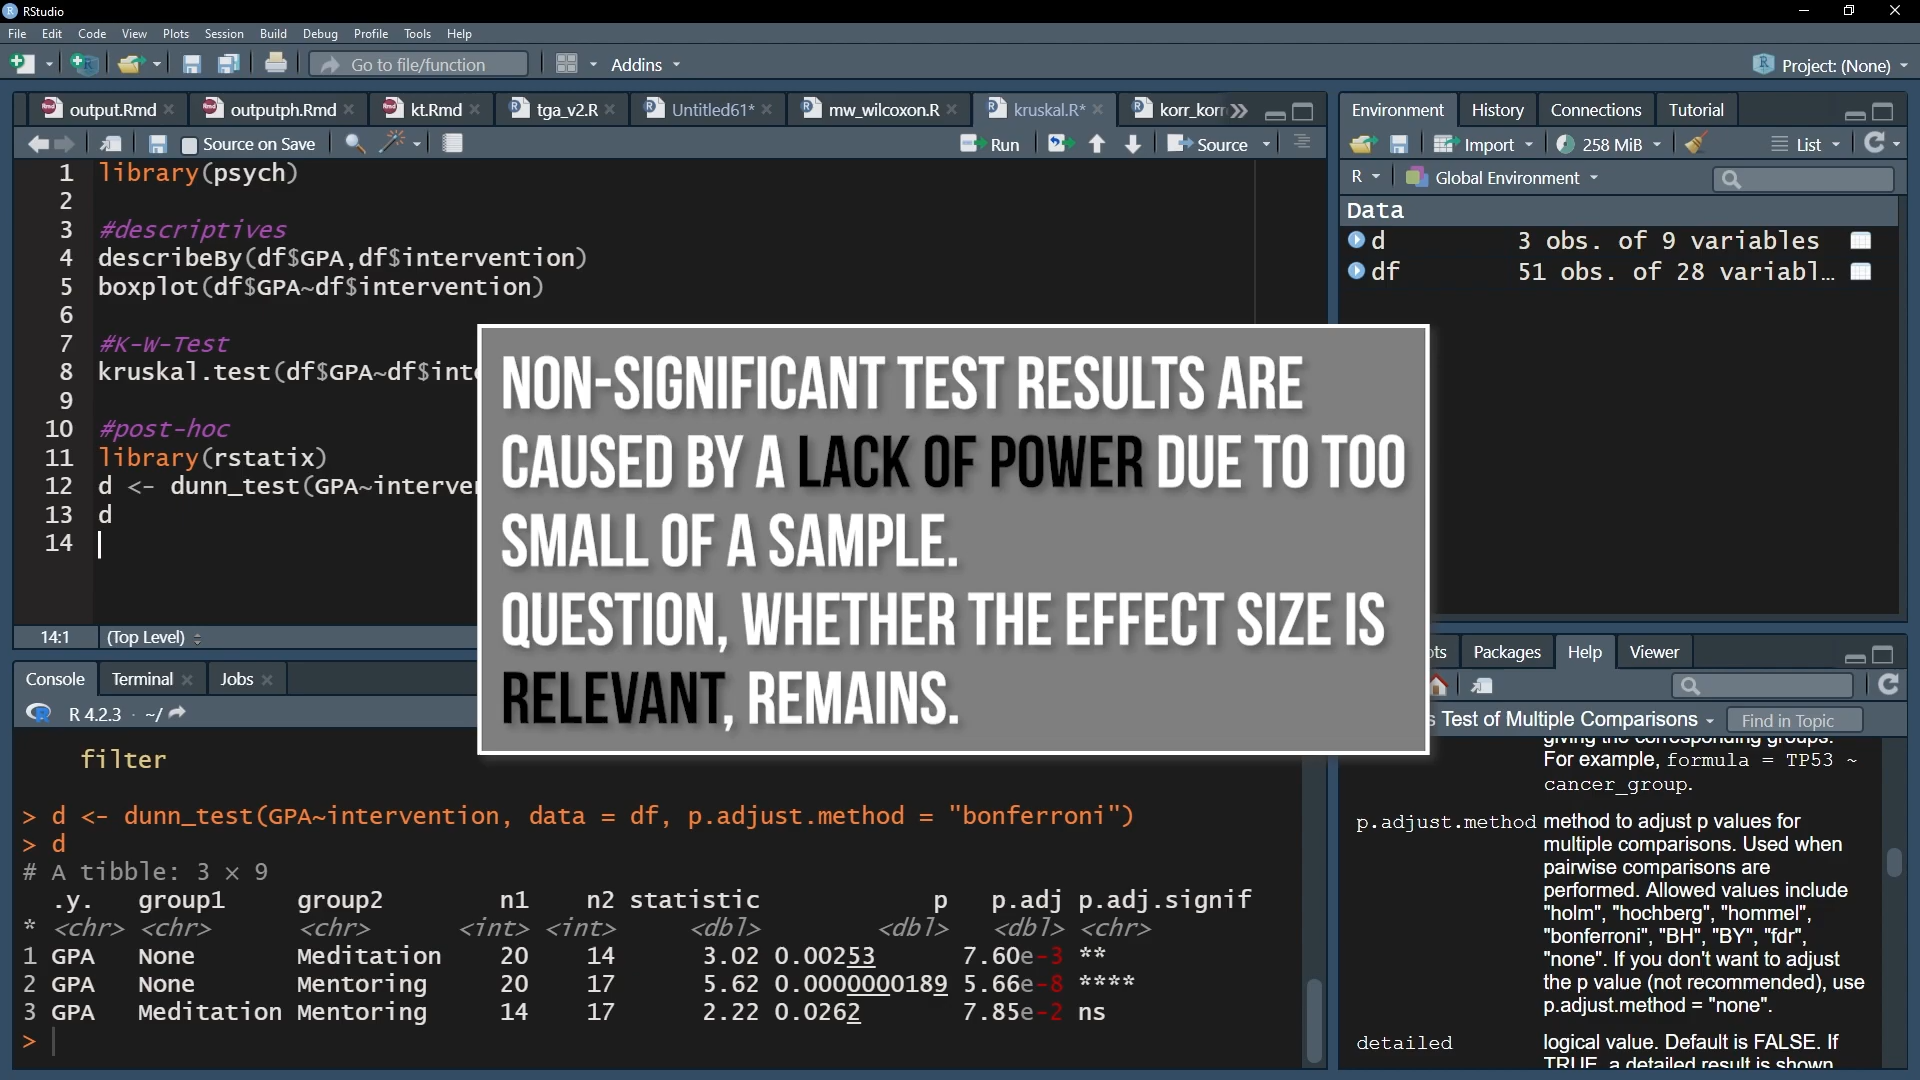 RStudio
File Edit Code View Plots Session Build Debug Profile Tools Help
Go to file/function Addins Project: (None)
output.Rmd outputph.Rmd kt.Rmd tga_v2.R Untitled61* mw_wilcoxon.R kruskal.R* korr_korr
Source on Save Run Source
1 library(psych)
2
3 #descriptives
4 describeBy(df$GPA,df$intervention)
5 boxplot(df$GPA~df$intervention)
6
7 #K-W-Test
8 kruskal.test(df$GPA~df$int
9
10 #post-hoc
11 library(rstatix)
12 d <- dunn_test(GPA~interve
13 d
14
14:1 (Top Level)
NON-SIGNIFICANT TEST RESULTS ARE
CAUSED BY A LACK OF POWER DUE TO TOO
SMALL OF A SAMPLE.
QUESTION, WHETHER THE EFFECT SIZE IS
RELEVANT, REMAINS.
Console Terminal Jobs
R 4.2.3 · ~/
filter
> d <- dunn_test(GPA~intervention, data = df, p.adjust.method = "bonferroni")
> d
# A tibble: 3 × 9
.y. group1 group2 n1 n2 statistic p p.adj p.adj.signif
* <chr> <chr> <chr> <int> <int> <dbl> <dbl> <dbl> <chr>
1 GPA None Meditation 20 14 3.02 0.00253 7.60e-3 **
2 GPA None Mentoring 20 17 5.62 0.0000000189 5.66e-8 ****
3 GPA Meditation Mentoring 14 17 2.22 0.0262 7.85e-2 ns
>
Environment History Connections Tutorial
Import 258 MiB List
R Global Environment
Data
d 3 obs. of 9 variables
df 51 obs. of 28 variabl…
ots Packages Help Viewer
s Test of Multiple Comparisons Find in Topic
giving the corresponding groups.
For example, formula = TP53 ~
cancer_group.
p.adjust.method method to adjust p values for
multiple comparisons. Used when
pairwise comparisons are
performed. Allowed values include
"holm", "hochberg", "hommel",
"bonferroni", "BH", "BY", "fdr",
"none". If you don't want to adjust
the p value (not recommended), use
p.adjust.method = "none".
detailed logical value. Default is FALSE. If
TRUE, a detailed result is shown.